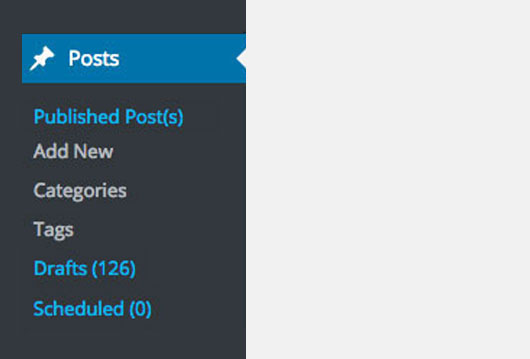 Posts
Published Post(s)
Add New
Categories
Tags
Drafts (126)
Scheduled (0)